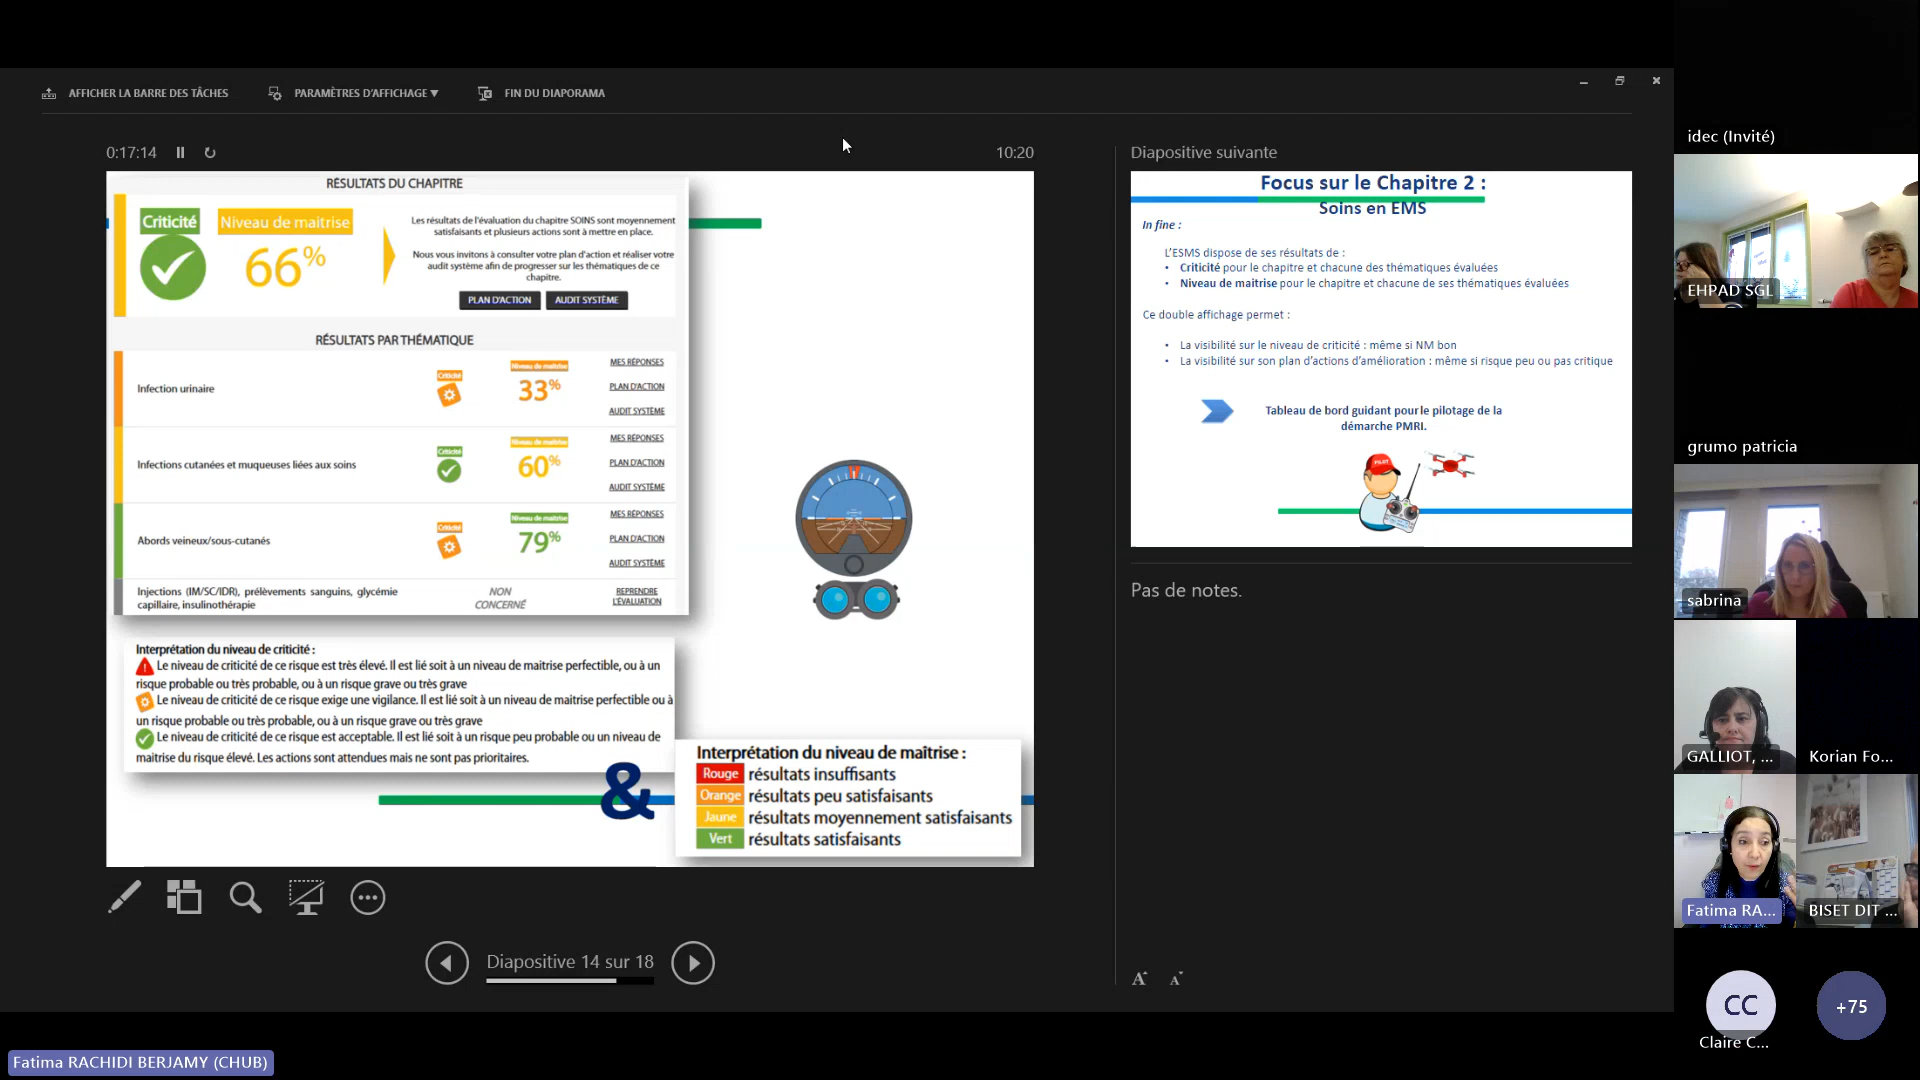 AFFICHER LA BARRE DES TÂCHES
PARAMÈTRES D'AFFICHAGE ▼
FIN DU DIAPORAMA
0:17:14
10:20
RÉSULTATS DU CHAPITRE
Criticité
Niveau de maitrise
66%
Les résultats de l'évaluation du chapitre SOINS sont moyennement
satisfaisants et plusieurs actions sont à mettre en place.
Nous vous invitons à consulter votre plan d'action et réaliser votre
audit système afin de progresser sur les thématiques de ce
chapitre.
PLAN D'ACTION
AUDIT SYSTÈME
RÉSULTATS PAR THÉMATIQUE
Infection urinaire
Criticité
Niveau de maitrise
33%
MES RÉPONSES
PLAN D'ACTION
AUDIT SYSTÈME
Infections cutanées et muqueuses liées aux soins
Criticité
Niveau de maitrise
60%
MES RÉPONSES
PLAN D'ACTION
AUDIT SYSTÈME
Abords veineux/sous-cutanés
Criticité
Niveau de maitrise
79%
MES RÉPONSES
PLAN D'ACTION
AUDIT SYSTÈME
Injections (IM/SC/IDR), prélèvements sanguins, glycémie
capillaire, insulinothérapie
NON
CONCERNÉ
REPRENDRE
L'ÉVALUATION
Interprétation du niveau de criticité :
Le niveau de criticité de ce risque est très élevé. Il est lié soit à un niveau de maitrise perfectible, ou à un
risque probable ou très probable, ou à un risque grave ou très grave
Le niveau de criticité de ce risque exige une vigilance. Il est lié soit à un niveau de maitrise perfectible ou à
un risque probable ou très probable, ou à un risque grave ou très grave
Le niveau de criticité de ce risque est acceptable. Il est lié soit à un risque peu probable ou un niveau de
maitrise du risque élevé. Les actions sont attendues mais ne sont pas prioritaires.
&
Interprétation du niveau de maîtrise :
Rouge résultats insuffisants
Orange résultats peu satisfaisants
Jaune résultats moyennement satisfaisants
Vert résultats satisfaisants
Diapositive 14 sur 18
Diapositive suivante
Focus sur le Chapitre 2 :
Soins en EMS
In fine :
L'ESMS dispose de ses résultats de :
• Criticité pour le chapitre et chacune des thématiques évaluées
• Niveau de maitrise pour le chapitre et chacune de ses thématiques évaluées
Ce double affichage permet :
• La visibilité sur le niveau de criticité : même si NM bon
• La visibilité sur son plan d'actions d'amélioration : même si risque peu ou pas critique
Tableau de bord guidant pour le pilotage de la
démarche PMRI.
PILOT
Pas de notes.
idec (Invité)
EHPAD SGL
grumo patricia
sabrina
GALLIOT, ...
Korian Fo...
Fatima RA...
BISET DIT ...
CC
Claire C...
+75
Fatima RACHIDI BERJAMY (CHUB)